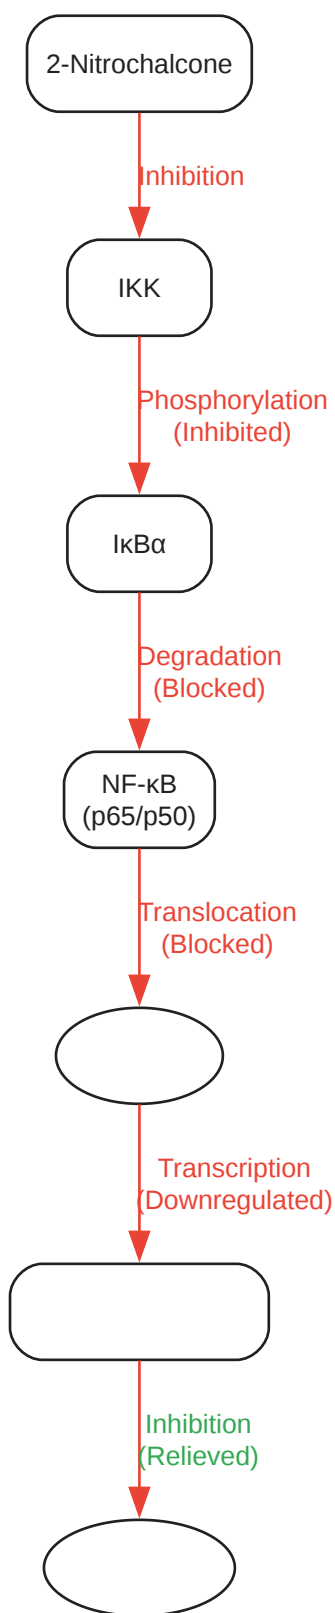 2-Nitrochalcone
Inhibition
IKK
Phosphorylation
(Inhibited)
IκBα
Degradation
(Blocked)
NF-κB
(p65/p50)
Translocation
(Blocked)
Transcription
(Downregulated)
Inhibition
(Relieved)